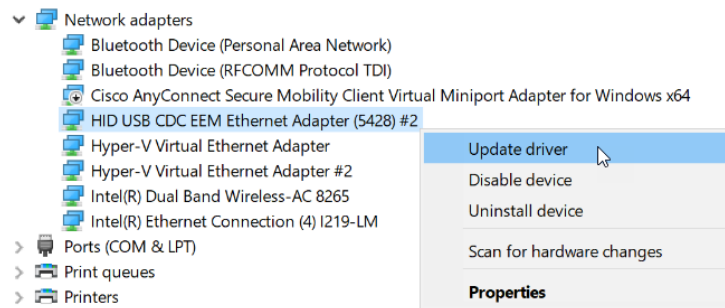 Network adapters
Bluetooth Device (Personal Area Network)
Bluetooth Device (RFCOMM Protocol TDI)
Cisco AnyConnect Secure Mobility Client Virtual Miniport Adapter for Windows x64
HID USB CDC EEM Ethernet Adapter (5428) #2
Hyper-V Virtual Ethernet Adapter
Hyper-V Virtual Ethernet Adapter #2
Intel(R) Dual Band Wireless-AC 8265
Intel(R) Ethernet Connection (4) I219-LM
Ports (COM & LPT)
Print queues
Printers
Update driver
Disable device
Uninstall device
Scan for hardware changes
Properties